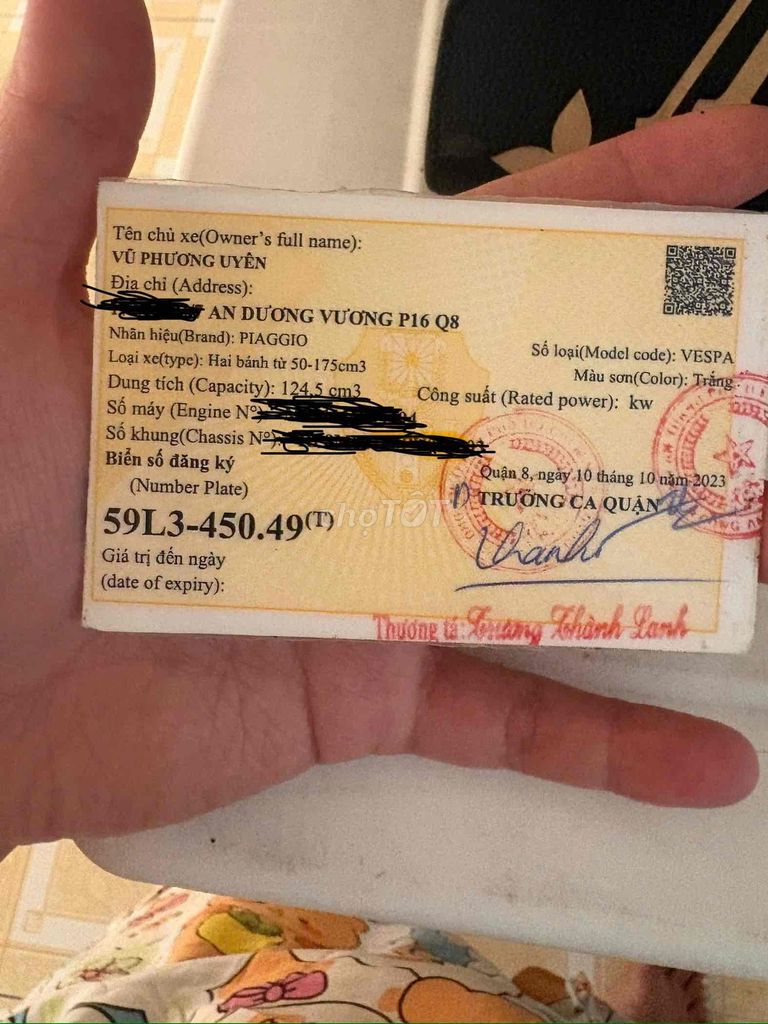 Tên chủ xe(Owner's full name):
VŨ PHƯƠNG UYÊN
Địa chỉ (Address):
AN DƯƠNG VƯƠNG P16 Q8
Nhãn hiệu(Brand): PIAGGIO
Số loại(Model code): VESPA
Loại xe(type): Hai bánh từ 50-175cm3
Màu sơn(Color): Trắng
Dung tích (Capacity): 124.5 cm3
Công suất (Rated power): kw
Số máy (Engine N°)
Số khung(Chassis N°)
Biển số đăng ký
(Number Plate)
Quận 8, ngày 10 tháng 10 năm 2023
TRƯỞNG CA QUẬN
59L3-450.49(T)
chợTỐT
Giá trị đến ngày
(date of expiry):
Thượng tá: Thành Danh